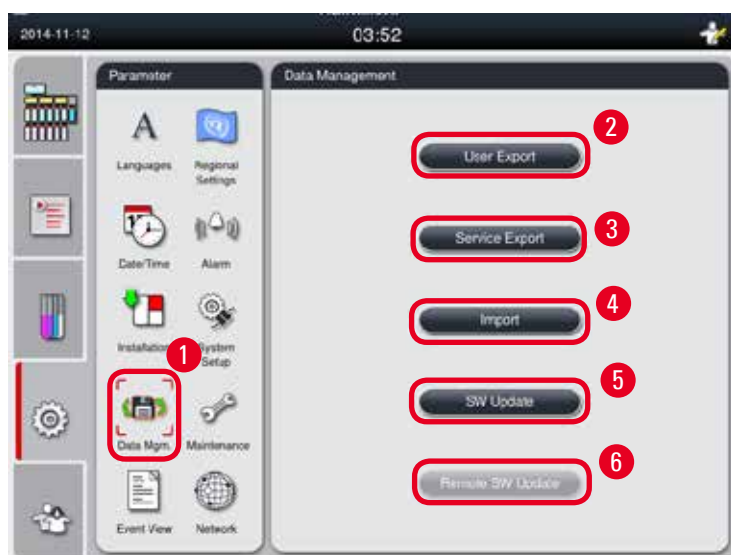 2014-11-12
03:52
Parameter
Data Management
Languages
Regional
Settings
Date/Time
Alarm
Installation
System
Setup
Data Mgm.
Maintenance
Event View
Network
1
User Export
2
Service Export
3
Import
4
SW Update
5
Remote SW Update
6